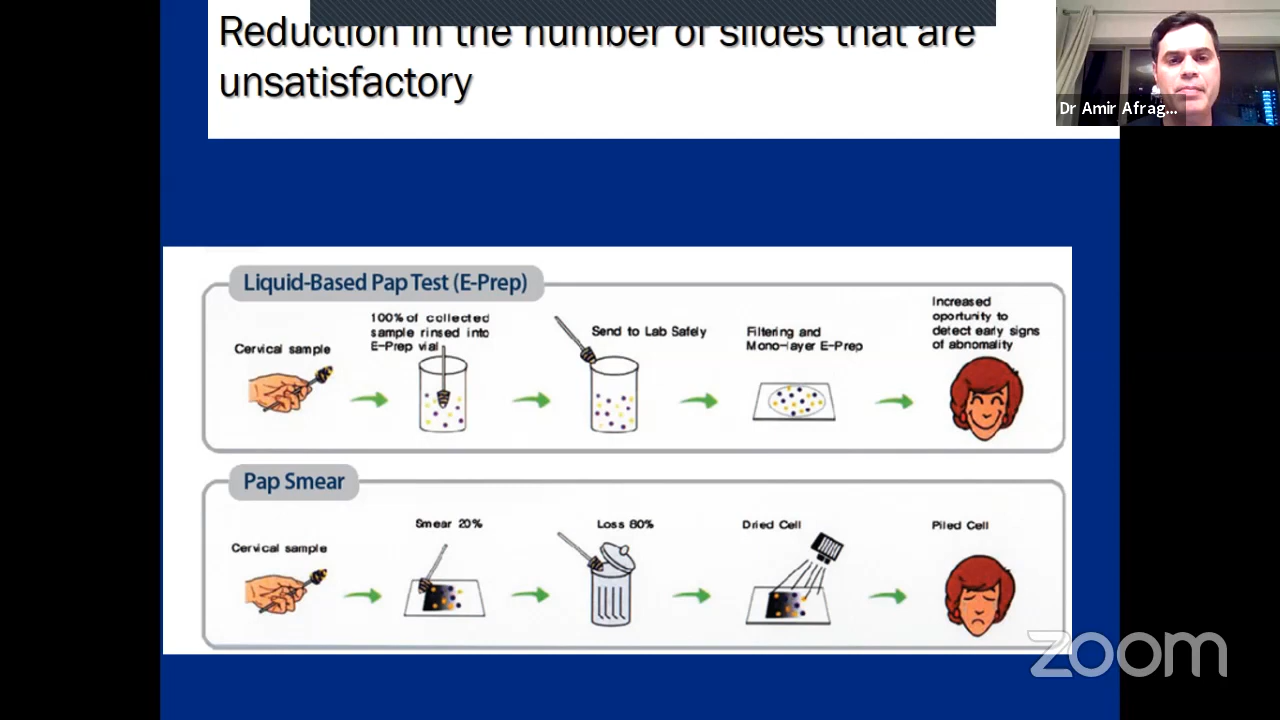 Reduction in the number of slides that are
unsatisfactory
Dr Amir Afrag...
Liquid-Based Pap Test (E-Prep)
Cervical sample
100% of collected
sample rinsed into
E-Prep vial
Send to Lab Safely
Filtering and
Mono-layer E-Prep
Increased
oportunity to
detect early signs
of abnomality
Pap Smear
Cervical sample
Smear 20%
Loss 80%
Dried Cell
Piled Cell
zoom